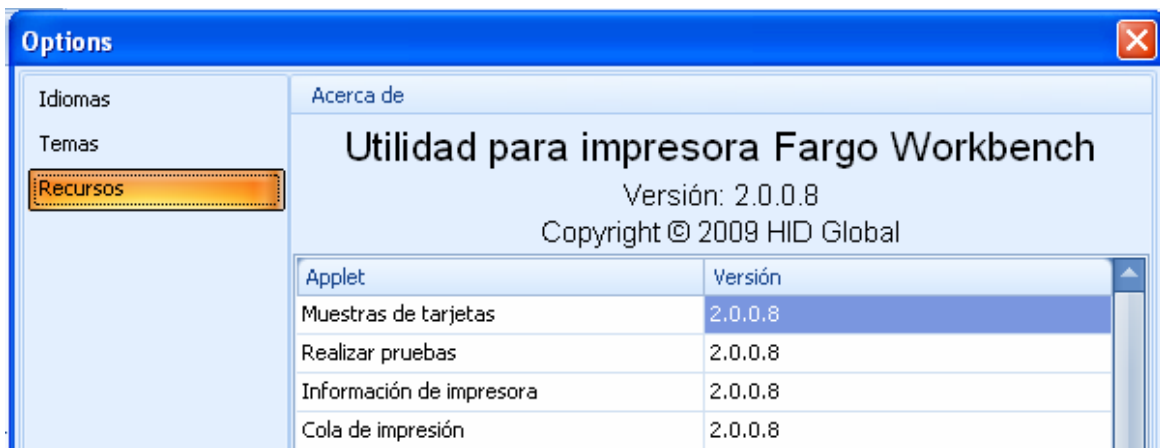 Options
Idiomas
Temas
Recursos
Acerca de
Utilidad para impresora Fargo Workbench
Versión: 2.0.0.8
Copyright © 2009 HID Global
Applet Versión
Muestras de tarjetas 2.0.0.8
Realizar pruebas 2.0.0.8
Información de impresora 2.0.0.8
Cola de impresión 2.0.0.8